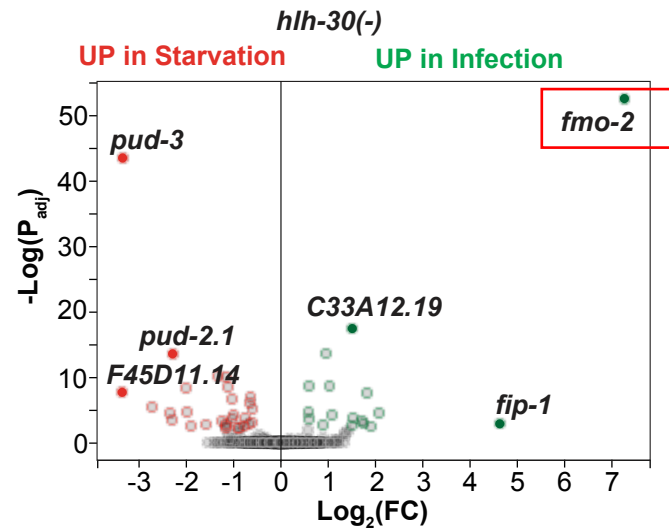 hlh-30(-)
UP in Starvation UP in Infection
50
fmo-2
pud-3
40
-Log(Padj)
30
20
C33A12.19
pud-2.1
F45D11.14
10
fip-1
0
-3 -2 -1 0 1 2 3 4 5 6 7
Log2(FC)